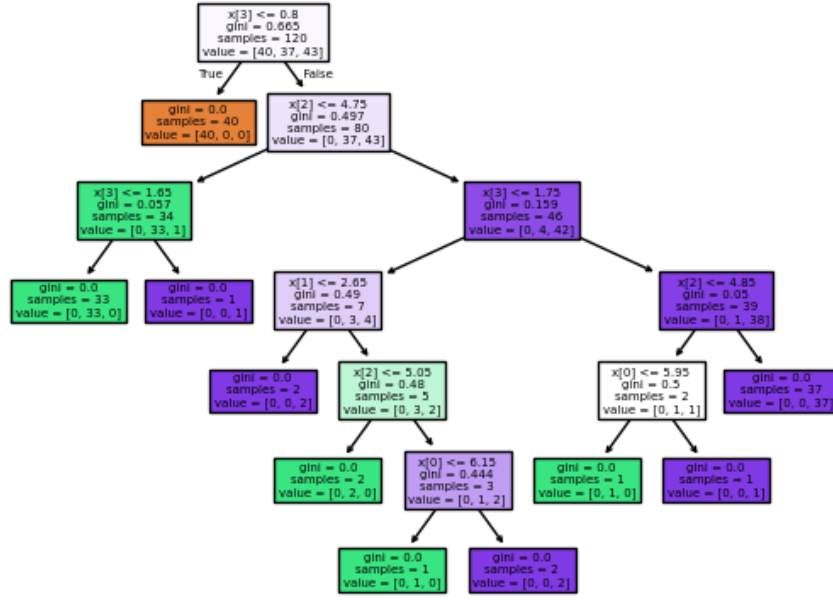 x[3] <= 0.8
gini = 0.665
samples = 120
value = [40, 37, 43]
True
False
gini = 0.0
samples = 40
value = [40, 0, 0]
x[2] <= 4.75
gini = 0.497
samples = 80
value = [0, 37, 43]
x[3] <= 1.65
gini = 0.057
samples = 34
value = [0, 33, 1]
x[3] <= 1.75
gini = 0.159
samples = 46
value = [0, 4, 42]
gini = 0.0
samples = 33
value = [0, 33, 0]
gini = 0.0
samples = 1
value = [0, 0, 1]
x[1] <= 2.65
gini = 0.49
samples = 7
value = [0, 3, 4]
x[2] <= 4.85
gini = 0.05
samples = 39
value = [0, 1, 38]
gini = 0.0
samples = 2
value = [0, 0, 2]
x[2] <= 5.05
gini = 0.48
samples = 5
value = [0, 3, 2]
x[0] <= 5.95
gini = 0.5
samples = 2
value = [0, 1, 1]
gini = 0.0
samples = 37
value = [0, 0, 37]
gini = 0.0
samples = 2
value = [0, 2, 0]
x[0] <= 6.15
gini = 0.444
samples = 3
value = [0, 1, 2]
gini = 0.0
samples = 1
value = [0, 1, 0]
gini = 0.0
samples = 1
value = [0, 0, 1]
gini = 0.0
samples = 1
value = [0, 1, 0]
gini = 0.0
samples = 2
value = [0, 0, 2]